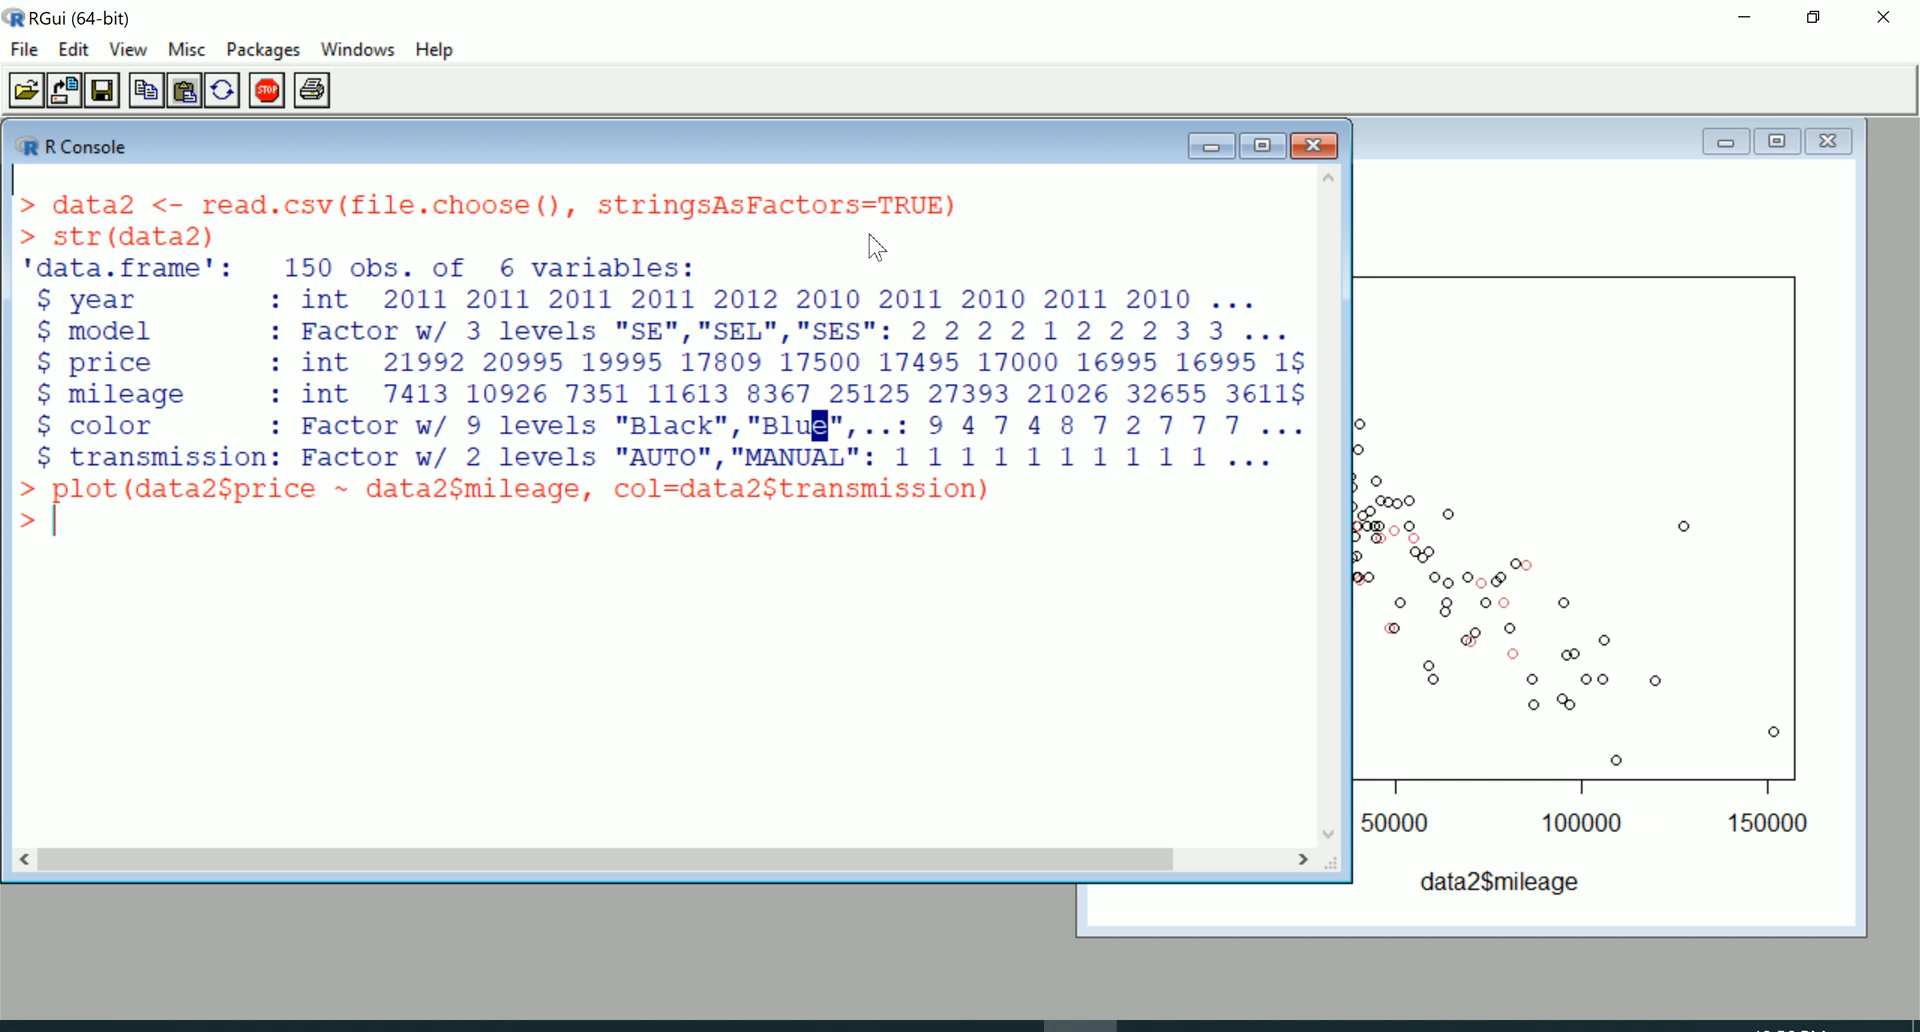 RGui (64-bit)
File Edit View Misc Packages Windows Help
STOP
R Console
> data2 <- read.csv(file.choose(), stringsAsFactors=TRUE)
> str(data2)
'data.frame': 150 obs. of 6 variables:
$ year : int 2011 2011 2011 2011 2012 2010 2011 2010 2011 2010 ...
$ model : Factor w/ 3 levels "SE","SEL","SES": 2 2 2 2 1 2 2 2 3 3 ...
$ price : int 21992 20995 19995 17809 17500 17495 17000 16995 16995 1$
$ mileage : int 7413 10926 7351 11613 8367 25125 27393 21026 32655 3611$
$ color : Factor w/ 9 levels "Black","Blue",..: 9 4 7 4 8 7 2 7 7 7 ...
$ transmission: Factor w/ 2 levels "AUTO","MANUAL": 1 1 1 1 1 1 1 1 1 1 ...
> plot(data2$price ~ data2$mileage, col=data2$transmission)
>
50000 100000 150000
data2$mileage